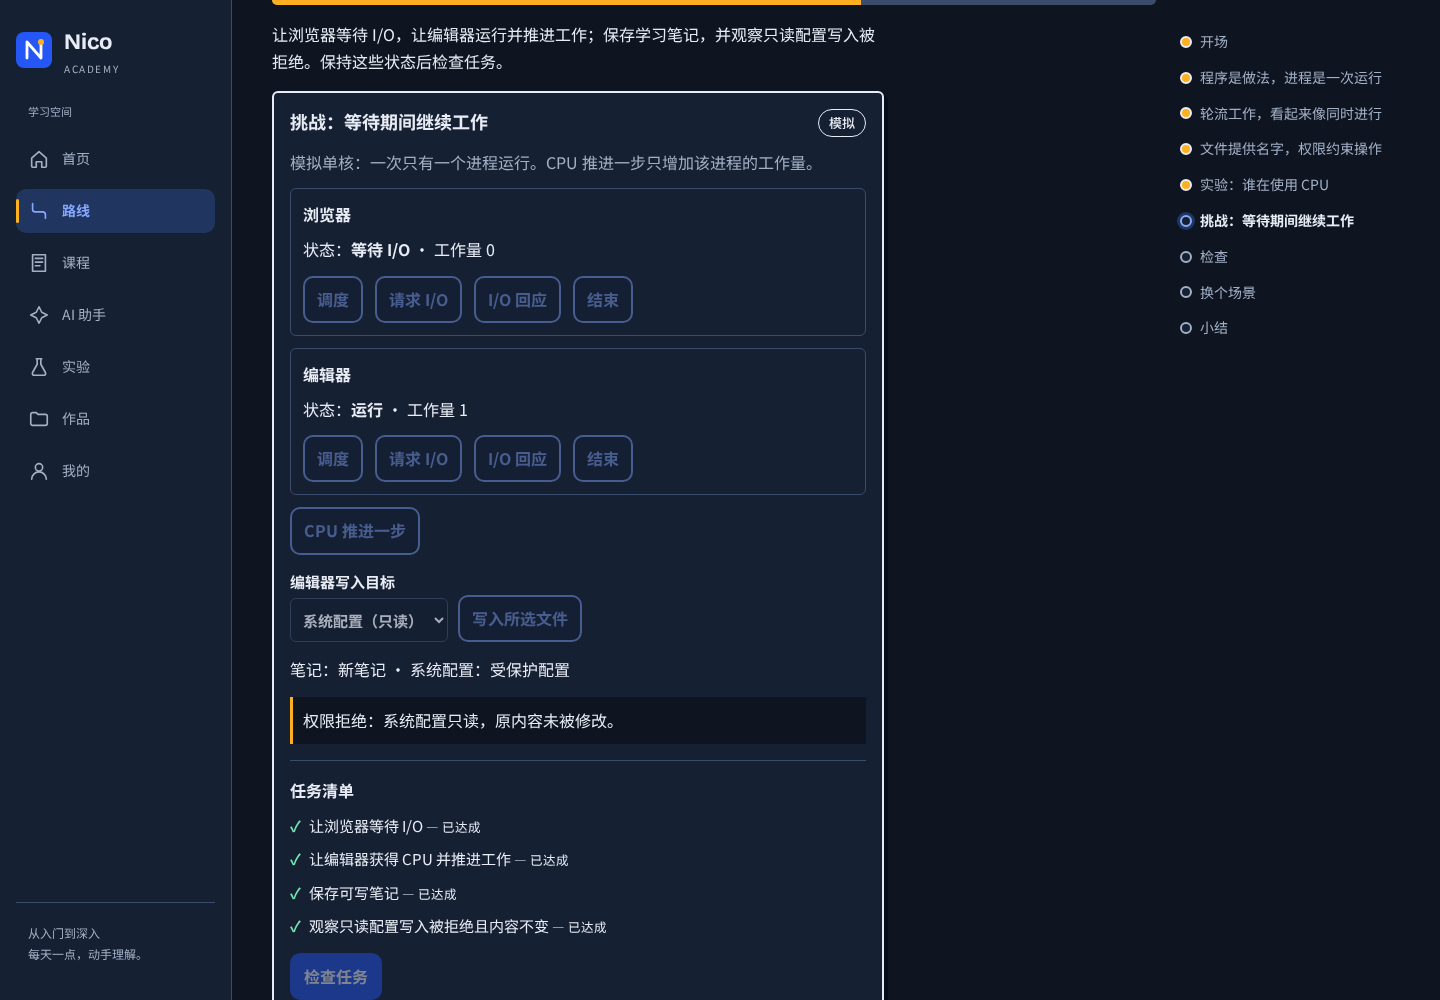 Nico
ACADEMY
学习空间
首页
路线
课程
AI 助手
实验
作品
我的
从入门到深入
每天一点，动手理解。
让浏览器等待 I/O，让编辑器运行并推进工作；保存学习笔记，并观察只读配置写入被
拒绝。保持这些状态后检查任务。
挑战：等待期间继续工作
模拟
模拟单核：一次只有一个进程运行。CPU 推进一步只增加该进程的工作量。
浏览器
状态：等待 I/O · 工作量 0
调度 请求 I/O I/O 回应 结束
编辑器
状态：运行 · 工作量 1
调度 请求 I/O I/O 回应 结束
CPU 推进一步
编辑器写入目标
系统配置（只读） 写入所选文件
笔记：新笔记 · 系统配置：受保护配置
权限拒绝：系统配置只读，原内容未被修改。
任务清单
✓ 让浏览器等待 I/O — 已达成
✓ 让编辑器获得 CPU 并推进工作 — 已达成
✓ 保存可写笔记 — 已达成
✓ 观察只读配置写入被拒绝且内容不变 — 已达成
检查任务
开场
程序是做法，进程是一次运行
轮流工作，看起来像同时进行
文件提供名字，权限约束操作
实验：谁在使用 CPU
挑战：等待期间继续工作
检查
换个场景
小结